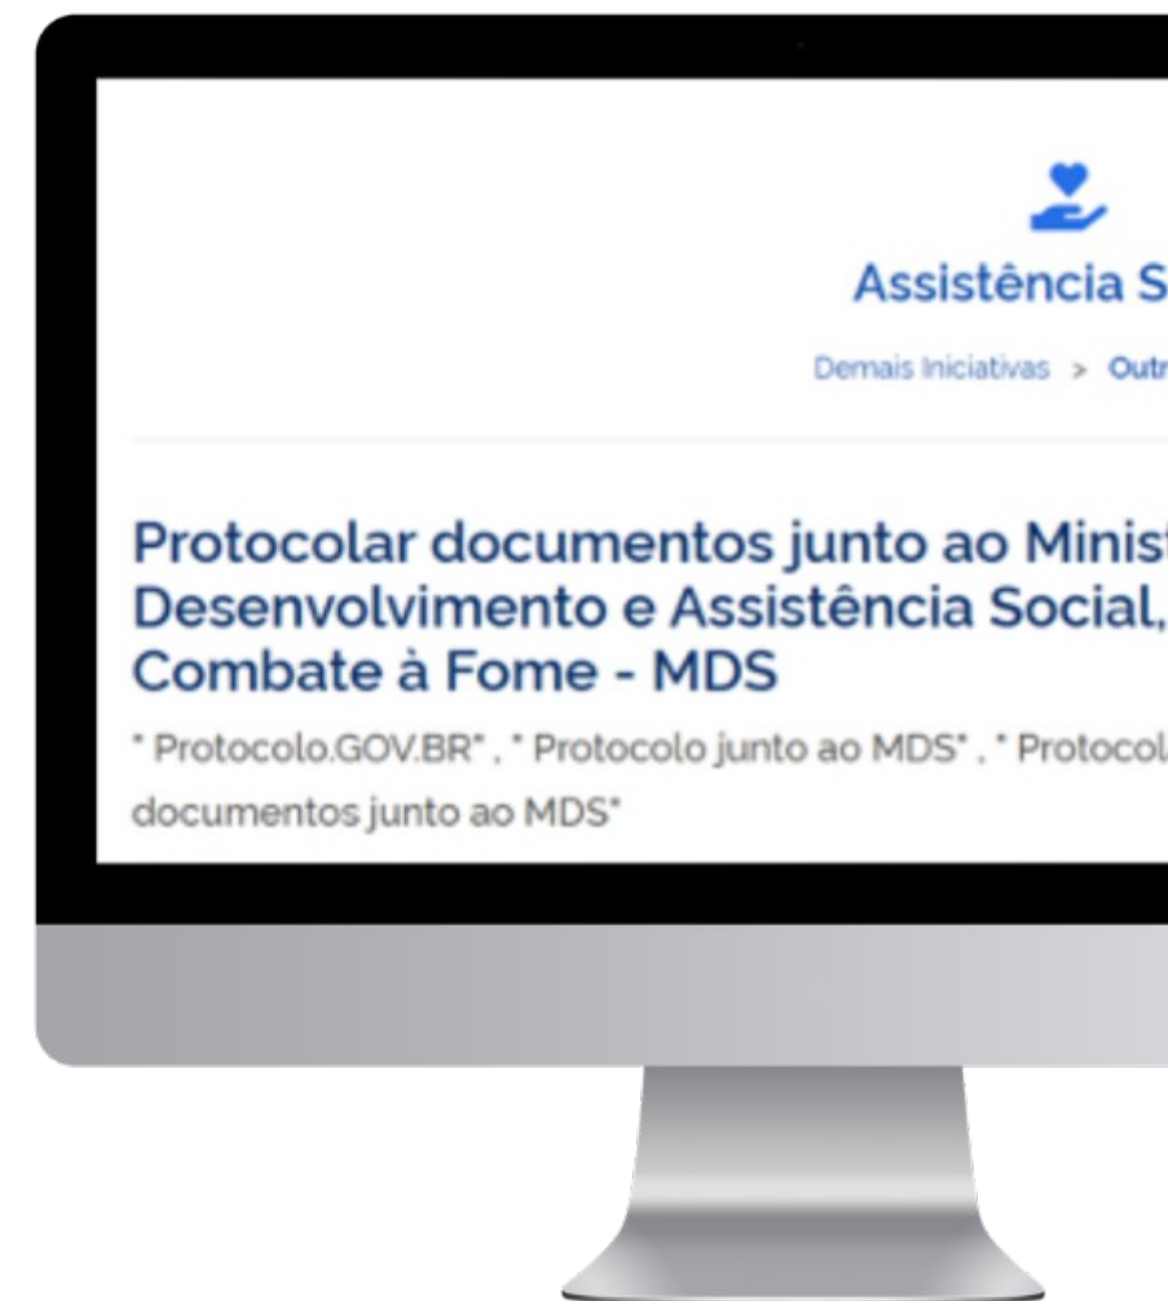 Assistência S
Demais Iniciativas > Outr
Protocolar documentos junto ao Minis
Desenvolvimento e Assistência Social,
Combate à Fome - MDS
" Protocolo.GOV.BR" , " Protocolo junto ao MDS" , " Protocol
documentos junto ao MDS"